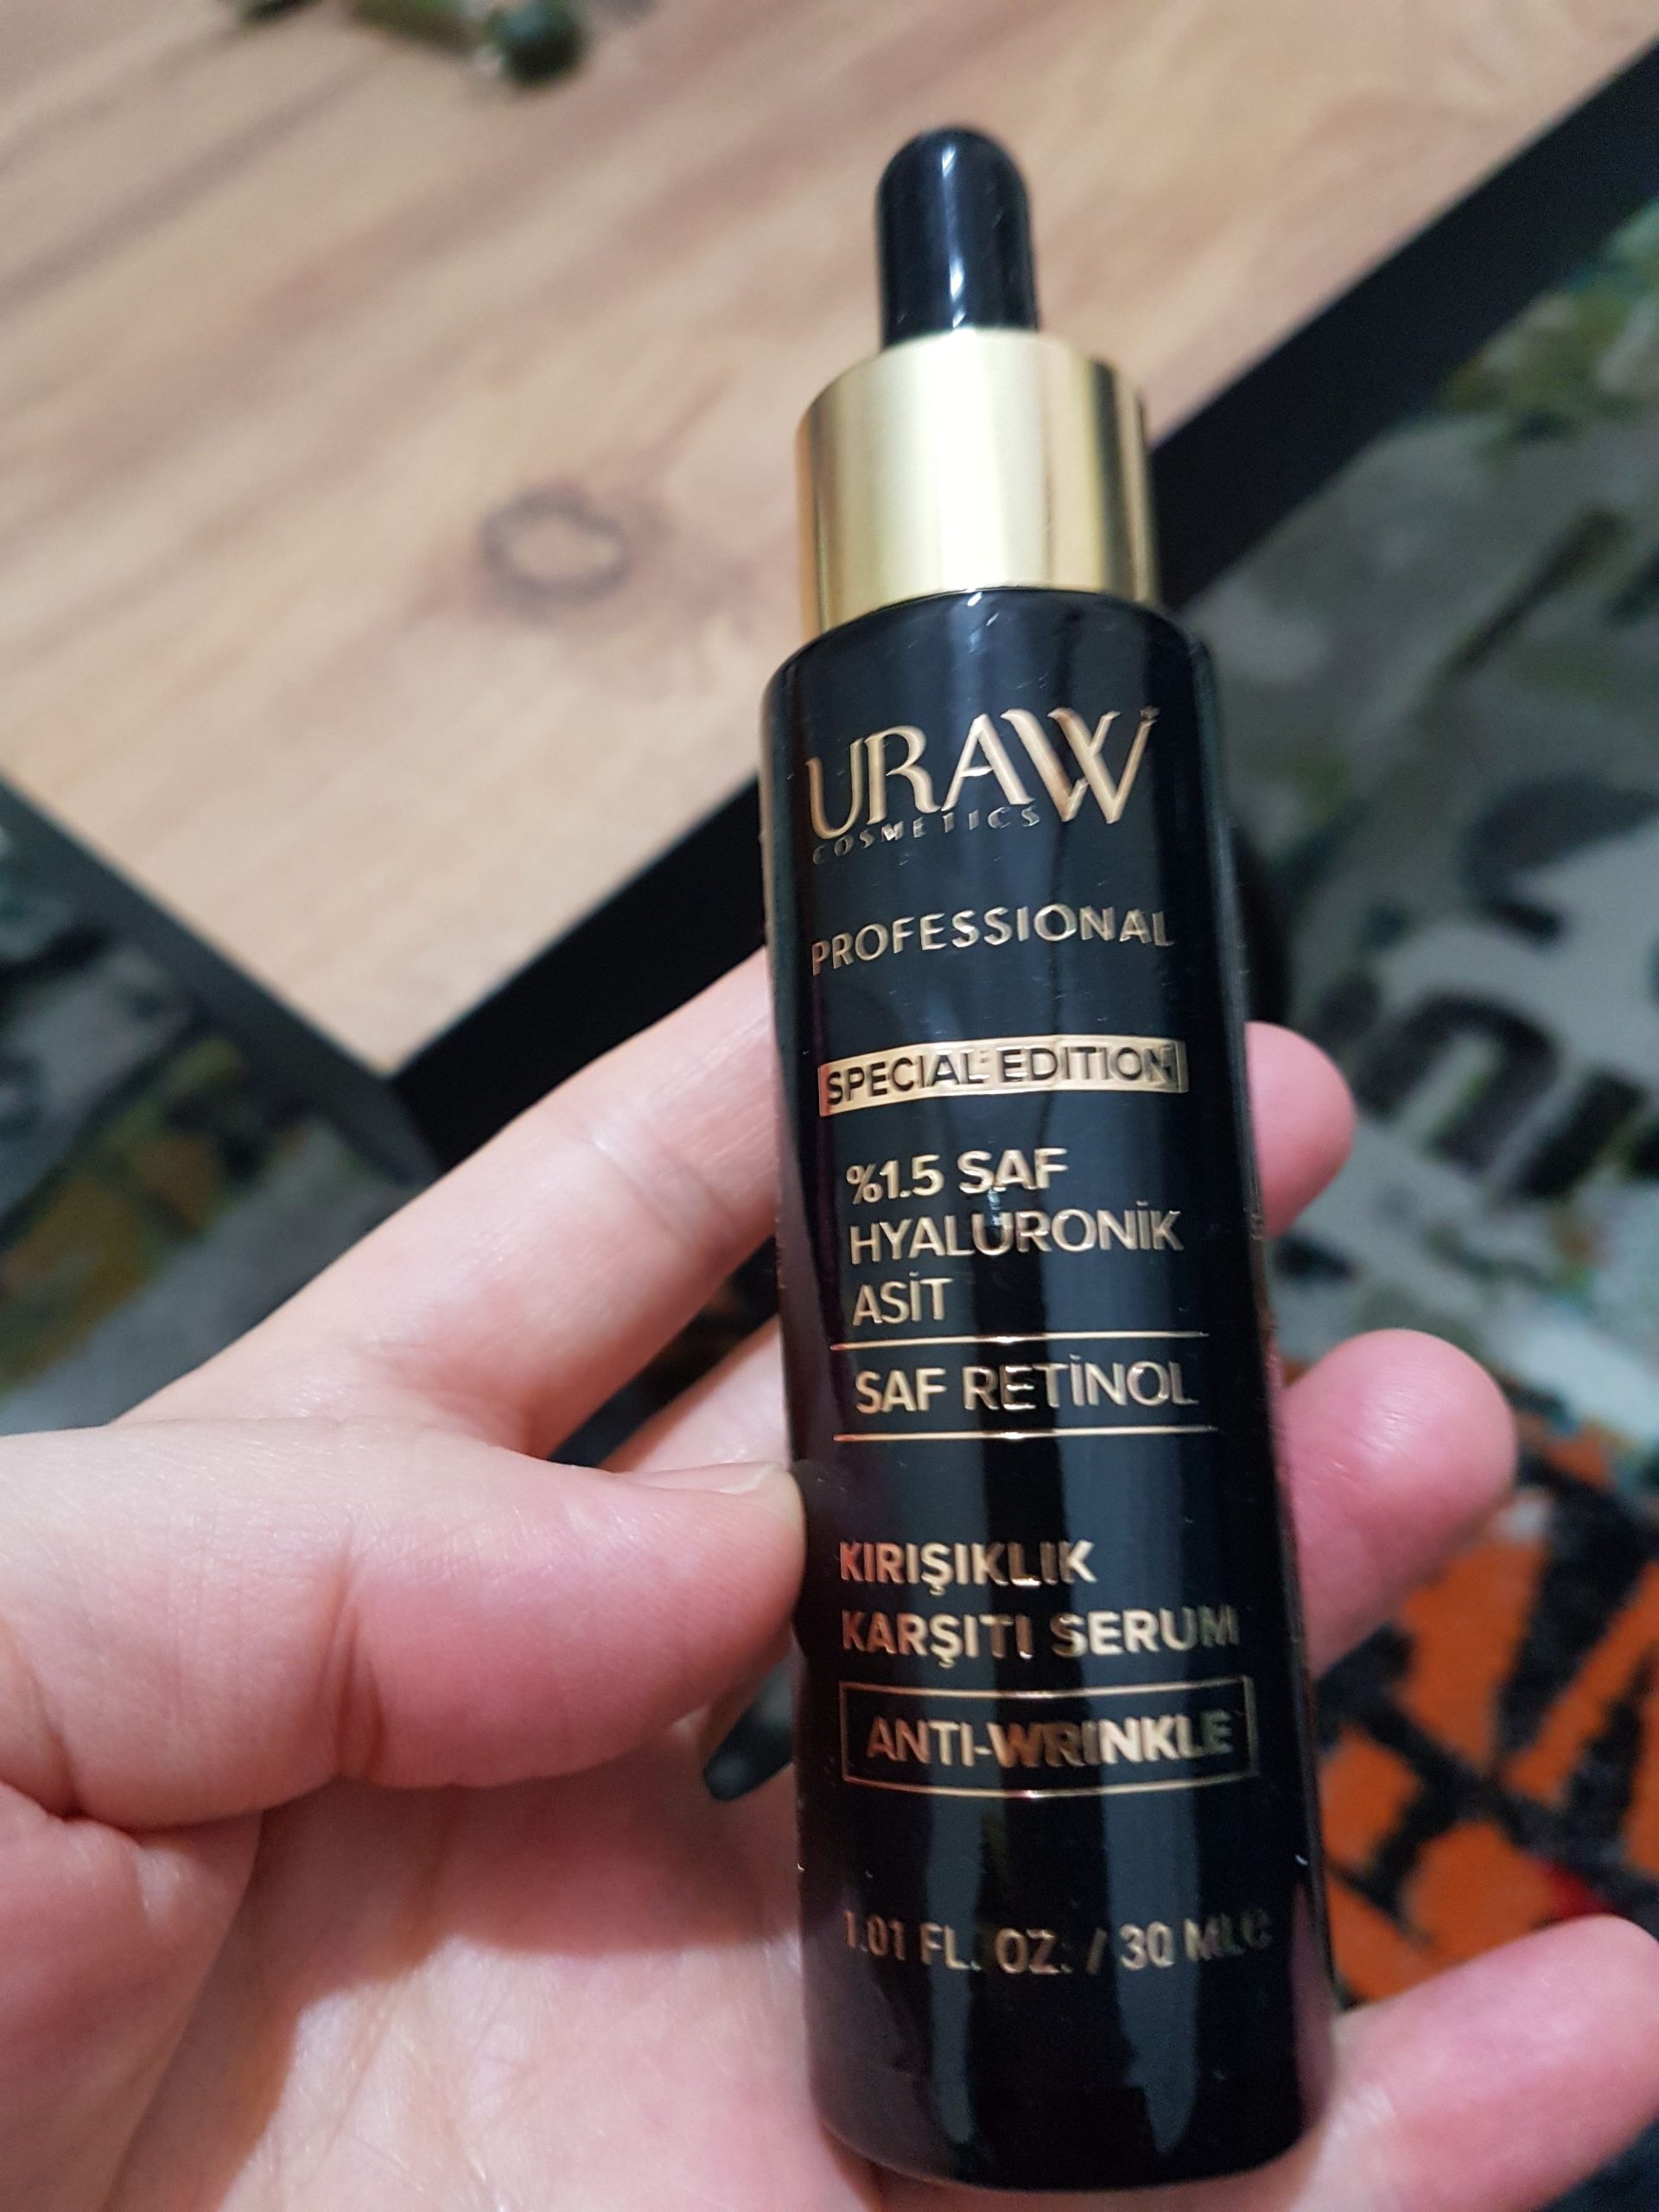 URAW
COSMETICS
PROFESSIONAL
SPECIAL EDITION
%1.5 SAF
HYALURONİK
ASİT
SAF RETİNOL
KIRIŞIKLIK
KARŞITI SERUM
ANTI-WRINKLE
1.01 FL. OZ. / 30 ML℮